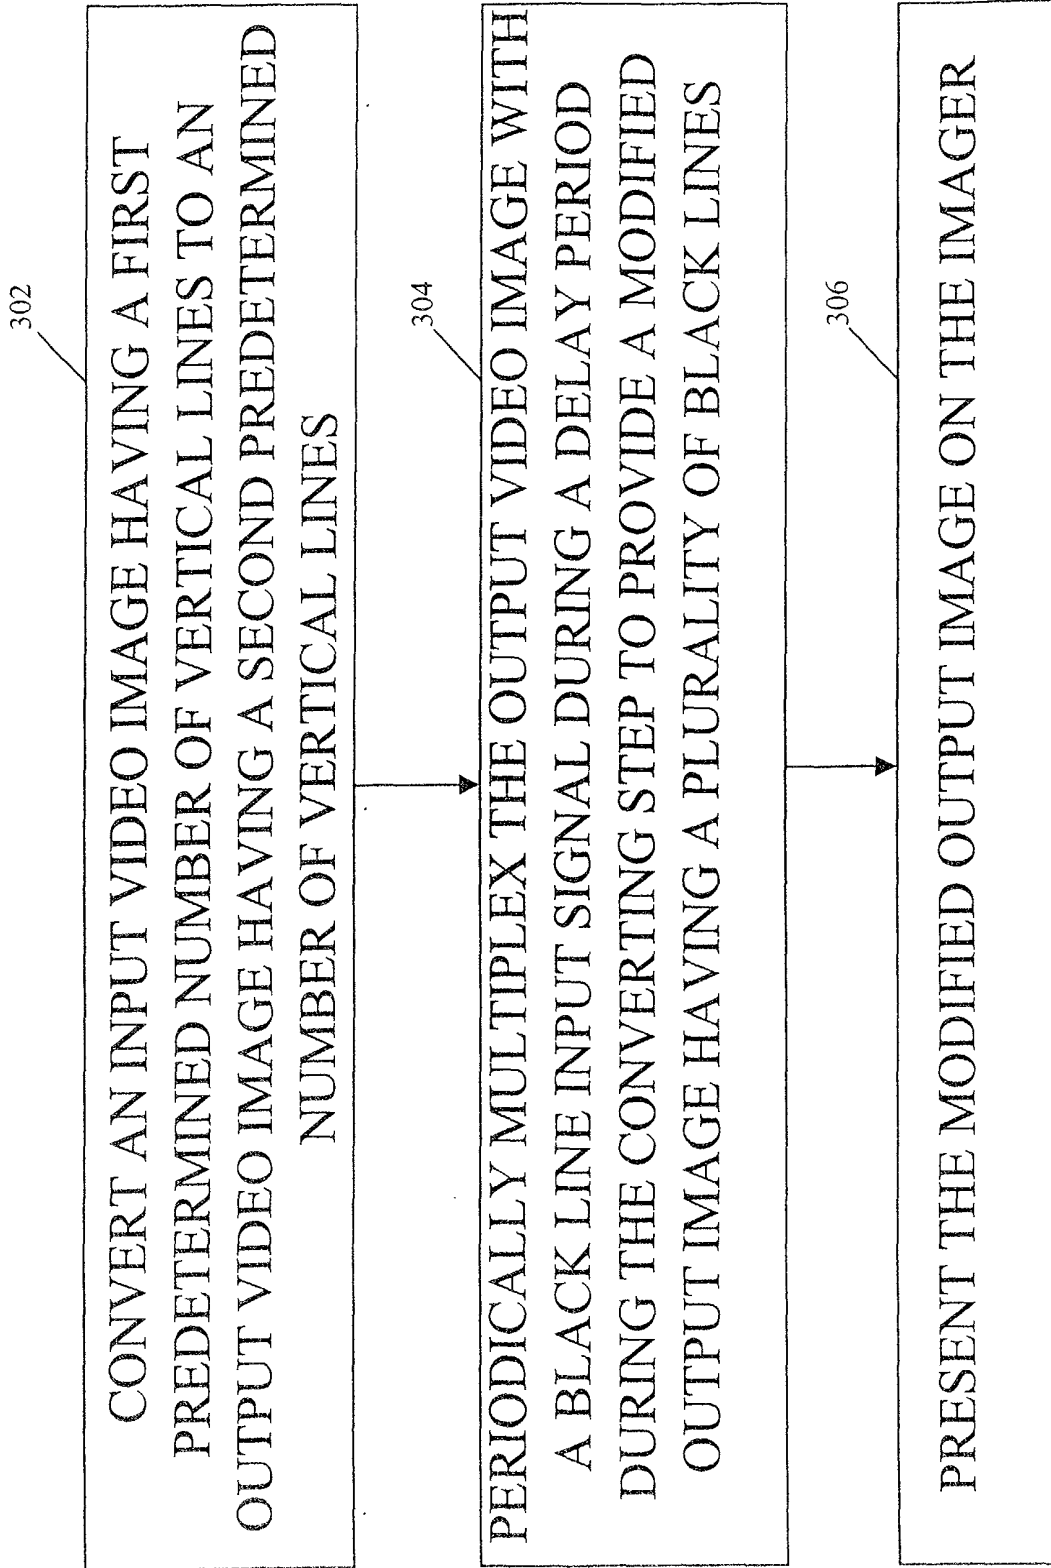 302
CONVERT AN INPUT VIDEO IMAGE HAVING A FIRST
PREDETERMINED NUMBER OF VERTICAL LINES TO AN
OUTPUT VIDEO IMAGE HAVING A SECOND PREDETERMINED
NUMBER OF VERTICAL LINES
304
PERIODICALLY MULTIPLEX THE OUTPUT VIDEO IMAGE WITH
A BLACK LINE INPUT SIGNAL DURING A DELAY PERIOD
DURING THE CONVERTING STEP TO PROVIDE A MODIFIED
OUTPUT IMAGE HAVING A PLURALITY OF BLACK LINES
306
PRESENT THE MODIFIED OUTPUT IMAGE ON THE IMAGER